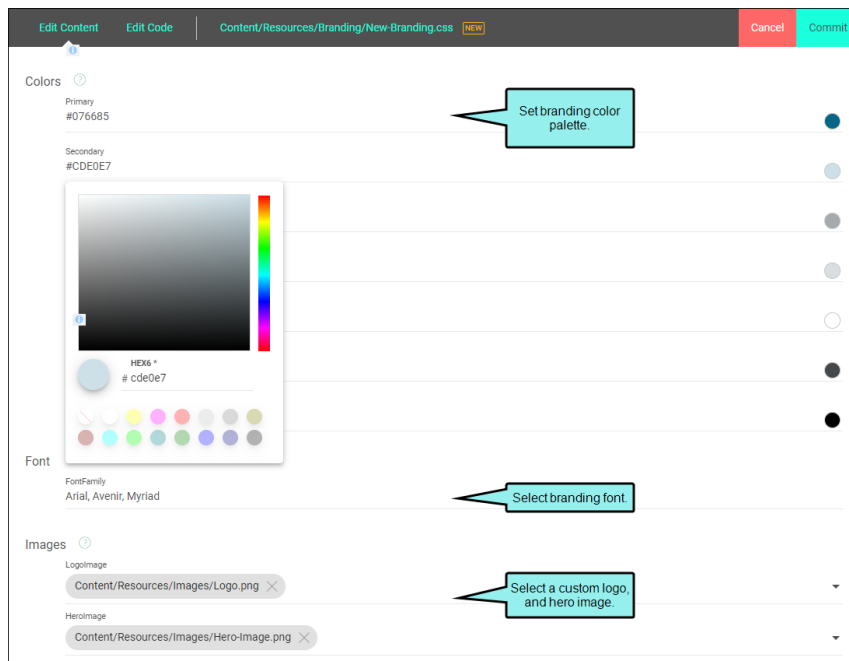 Edit Content Edit Code Content/Resources/Branding/New-Branding.css NEW Cancel Commit
Colors ?
Primary
#076685
Set branding color
palette.
Secondary
#CDE0E7
HEX6 *
# cde0e7
Font
FontFamily
Arial, Avenir, Myriad
Select branding font.
Images ?
LogoImage
Content/Resources/Images/Logo.png
Select a custom logo,
and hero image.
HeroImage
Content/Resources/Images/Hero-Image.png